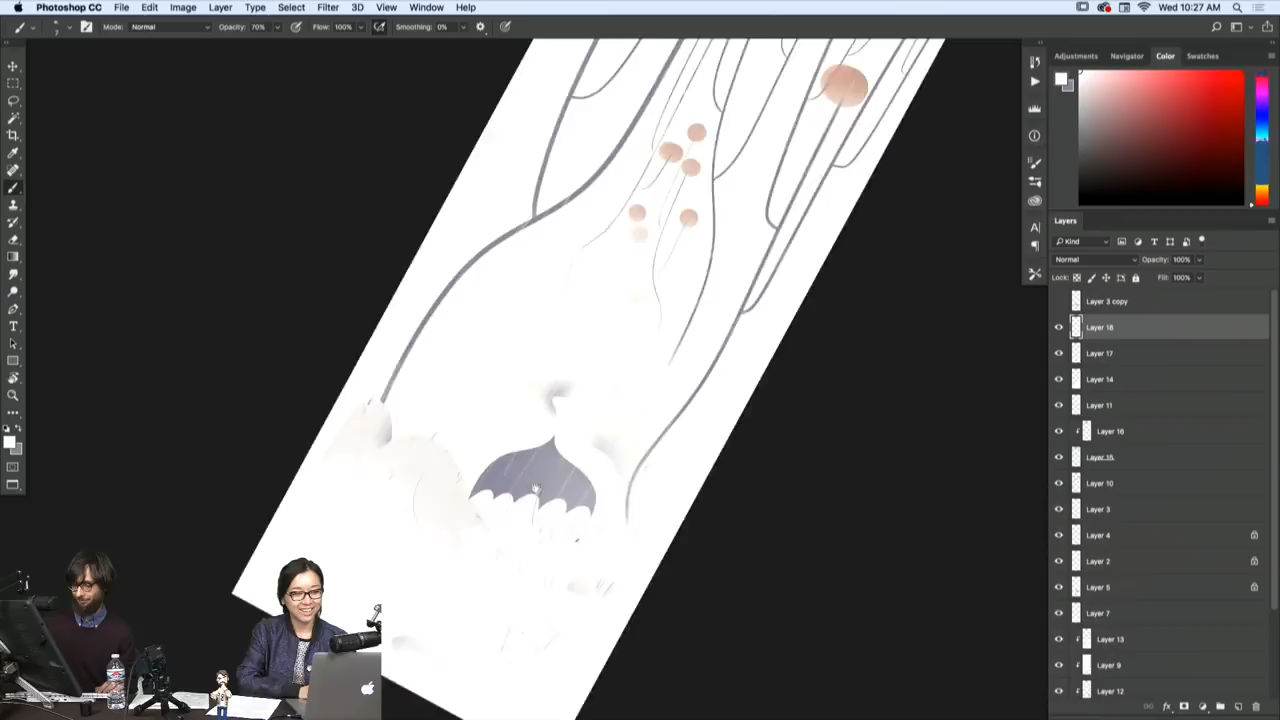 Photoshop CC File Edit Image Layer Type Select Filter 3D View Window Help
Wed 10:27 AM
Mode: Normal Opacity: 70% Flow: 100% Smoothing: 0%
Adjustments Navigator Color Swatches
Layers
Kind
Normal Opacity: 100%
Lock: Fill: 100%
Layer 3 copy
Layer 18
Layer 17
Layer 14
Layer 11
Layer 16
Layer 15
Layer 10
Layer 3
Layer 4
Layer 2
Layer 5
Layer 7
Layer 13
Layer 9
Layer 12